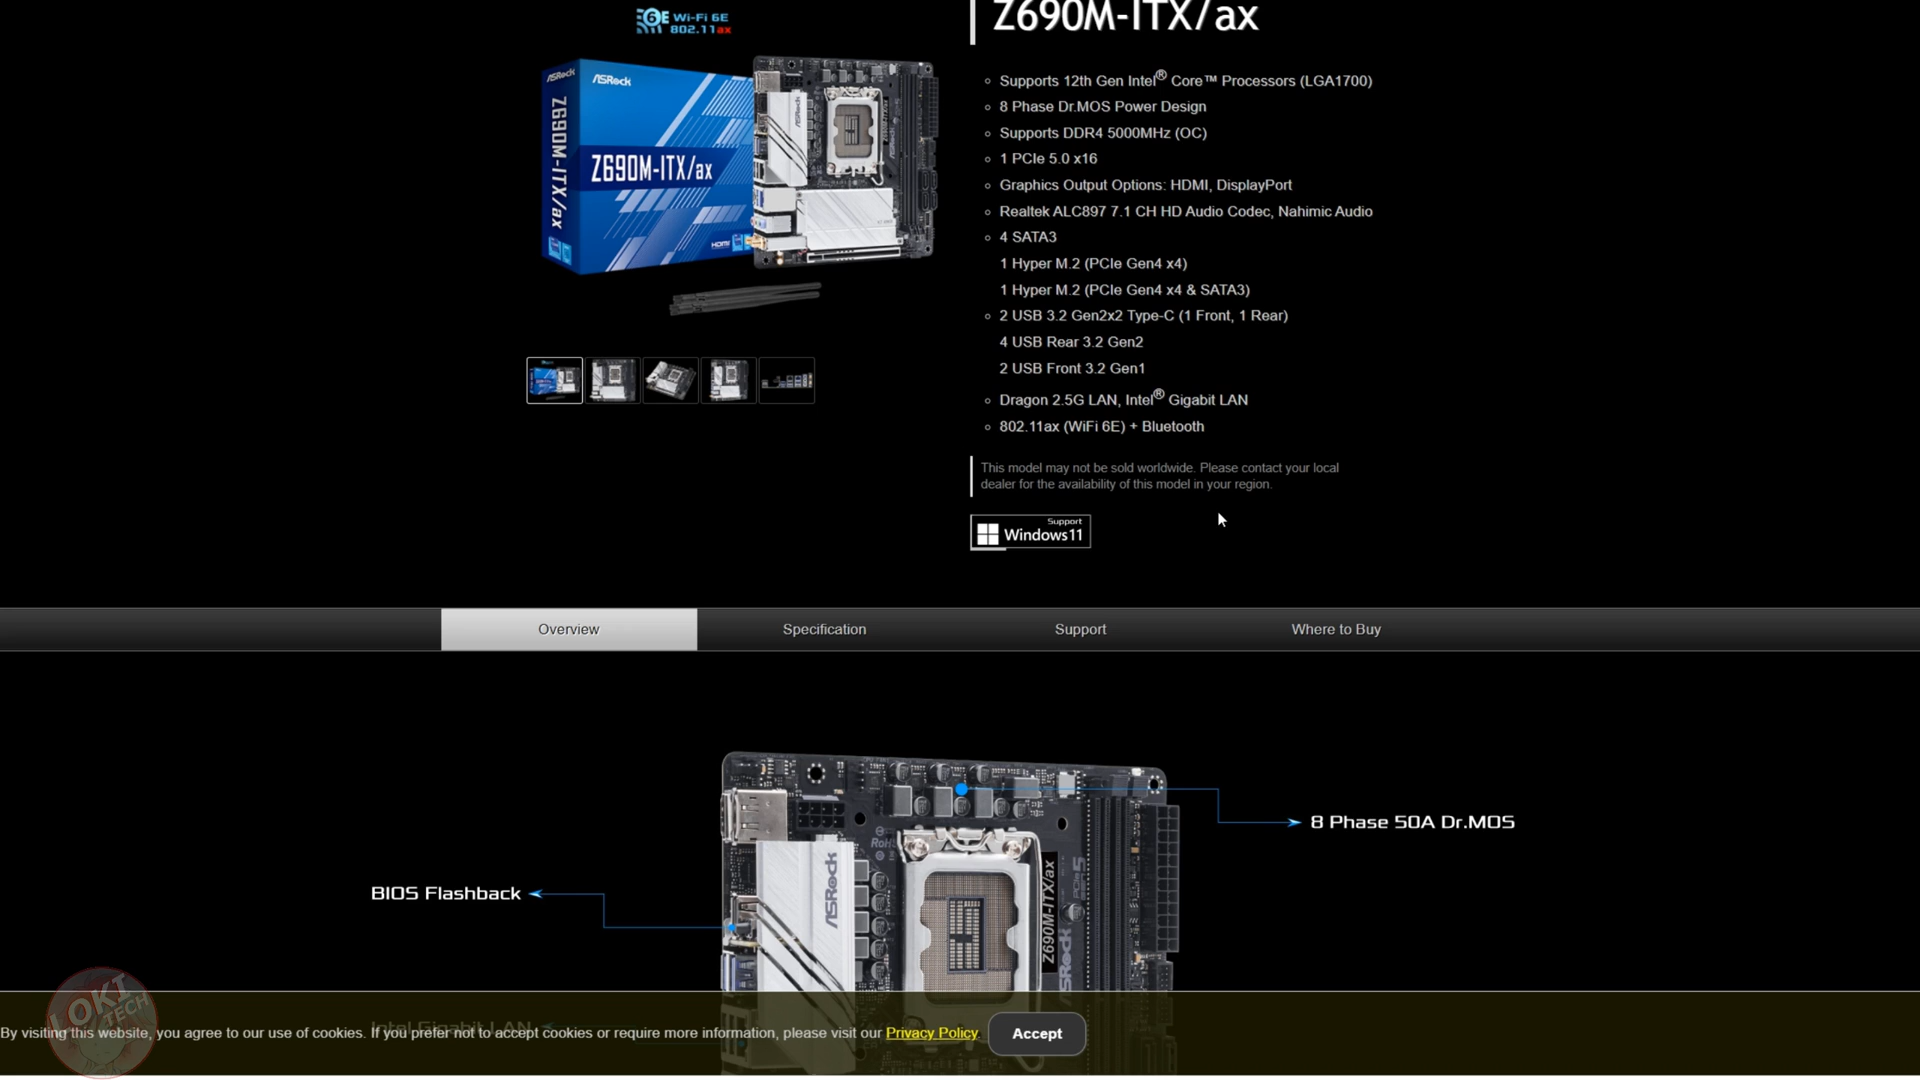 Wi-Fi 6E
802.11ax
Z690M-ITX/ax
ASRock
ASRock
Z690M-ITX/ax
Z690M-ITX/ax
HDMI
Supports 12th Gen Intel® Core™ Processors (LGA1700)
8 Phase Dr.MOS Power Design
Supports DDR4 5000MHz (OC)
1 PCIe 5.0 x16
Graphics Output Options: HDMI, DisplayPort
Realtek ALC897 7.1 CH HD Audio Codec, Nahimic Audio
4 SATA3
1 Hyper M.2 (PCIe Gen4 x4)
1 Hyper M.2 (PCIe Gen4 x4 & SATA3)
2 USB 3.2 Gen2x2 Type-C (1 Front, 1 Rear)
4 USB Rear 3.2 Gen2
2 USB Front 3.2 Gen1
Dragon 2.5G LAN, Intel® Gigabit LAN
802.11ax (WiFi 6E) + Bluetooth
This model may not be sold worldwide. Please contact your local
dealer for the availability of this model in your region.
Support
Windows11
Overview
Specification
Support
Where to Buy
8 Phase 50A Dr.MOS
BIOS Flashback
ASRock
Z690M-ITX/ax
ASRock
LOKI
TECH
Intel Gigabit LAN
By visiting this website, you agree to our use of cookies. If you prefer not to accept cookies or require more information, please visit our Privacy Policy
Accept